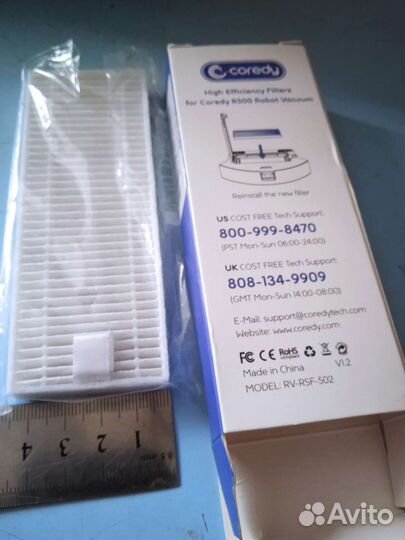 coredy
High Efficiency Filters
for Coredy R500 Robot Vacuum
Reinstall the new filter
US COST FREE Tech Support:
800-999-8470
(PST Mon-Sun 06:00-24:00)
UK COST FREE Tech Support:
808-134-9909
(GMT Mon-Sun 14:00-08:00)
E-Mail: support@coredytech.com
Website: www.coredy.com
FC CE RoHS
Made in China
V1.2
MODEL: RV-RSF-502
4 3 2 1
0.5 mm
Avito